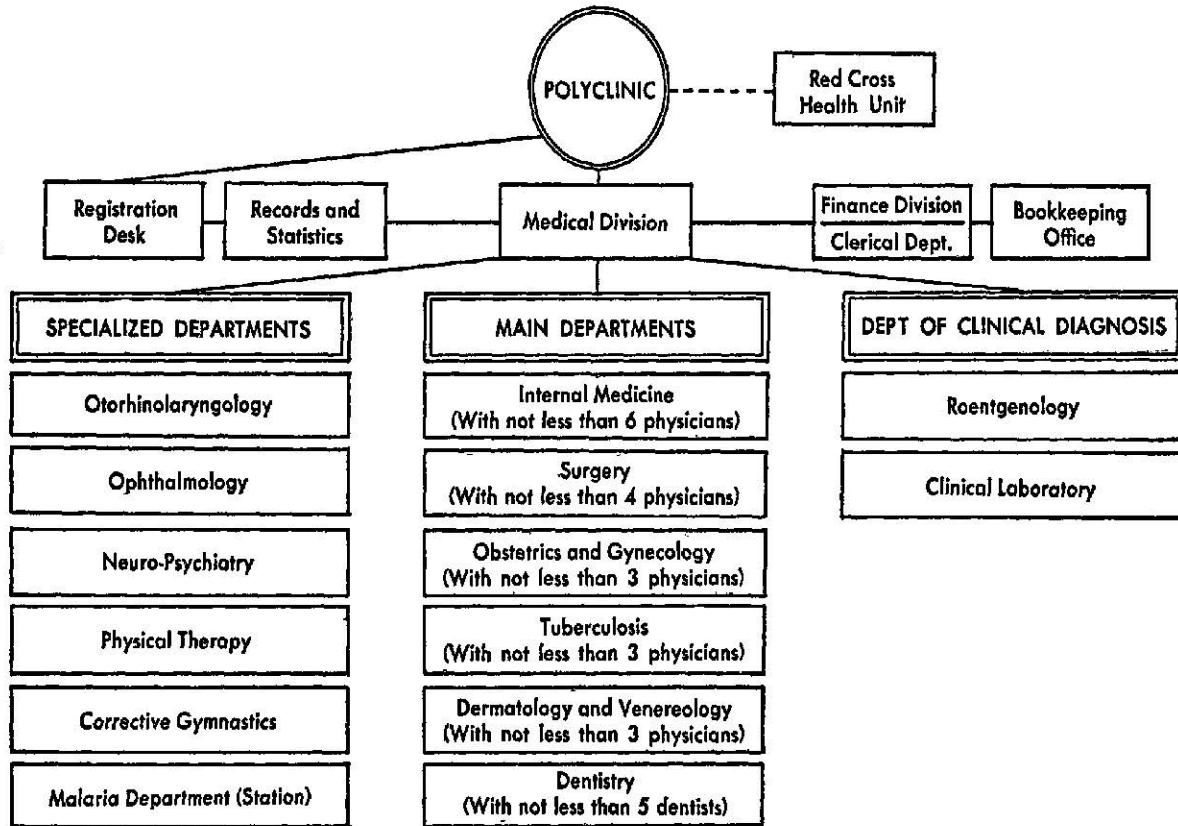 POLYCLINIC
Red Cross
Health Unit
Registration
Desk
Records and
Statistics
Medical Division
Finance Division
Clerical Dept.
Bookkeeping
Office
SPECIALIZED DEPARTMENTS
Otorhinolaryngology
Ophthalmology
Neuro-Psychiatry
Physical Therapy
Corrective Gymnastics
Malaria Department (Station)
MAIN DEPARTMENTS
Internal Medicine
(With not less than 6 physicians)
Surgery
(With not less than 4 physicians)
Obstetrics and Gynecology
(With not less than 3 physicians)
Tuberculosis
(With not less than 3 physicians)
Dermatology and Venereology
(With not less than 3 physicians)
Dentistry
(With not less than 5 dentists)
DEPT OF CLINICAL DIAGNOSIS
Roentgenology
Clinical Laboratory